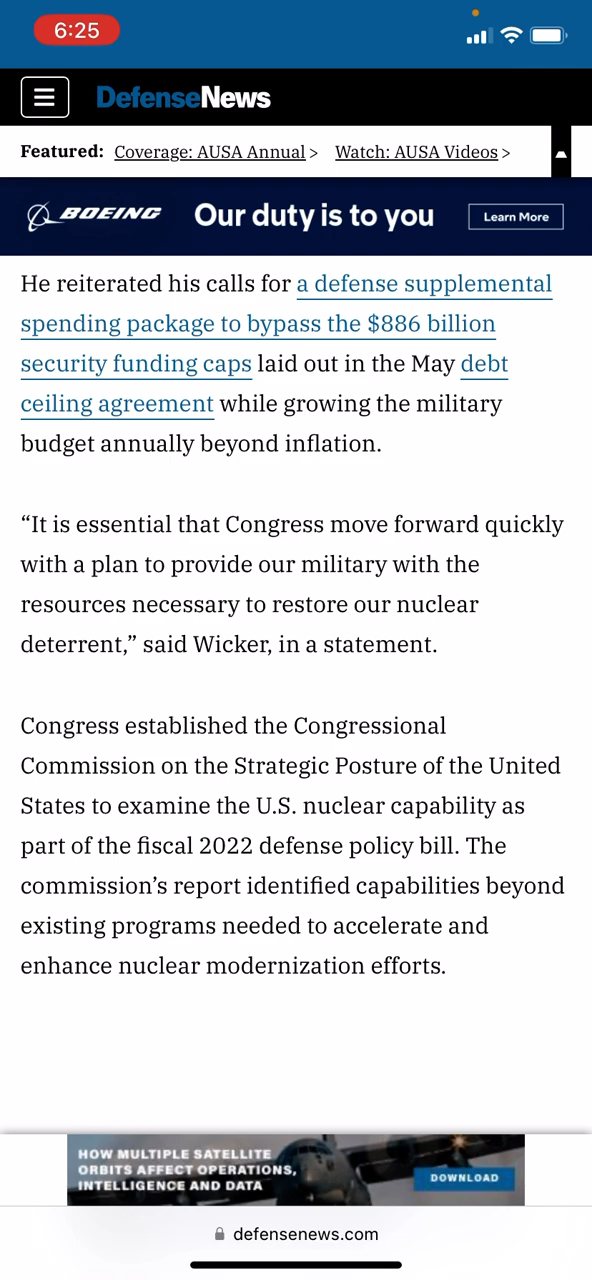 6:25
DefenseNews
Featured: Coverage: AUSA Annual > Watch: AUSA Videos >
BOEING Our duty is to you Learn More
He reiterated his calls for a defense supplemental
spending package to bypass the $886 billion
security funding caps laid out in the May debt
ceiling agreement while growing the military
budget annually beyond inflation.
“It is essential that Congress move forward quickly
with a plan to provide our military with the
resources necessary to restore our nuclear
deterrent,” said Wicker, in a statement.
Congress established the Congressional
Commission on the Strategic Posture of the United
States to examine the U.S. nuclear capability as
part of the fiscal 2022 defense policy bill. The
commission’s report identified capabilities beyond
existing programs needed to accelerate and
enhance nuclear modernization efforts.
HOW MULTIPLE SATELLITE
ORBITS AFFECT OPERATIONS,
INTELLIGENCE AND DATA
DOWNLOAD
defensenews.com